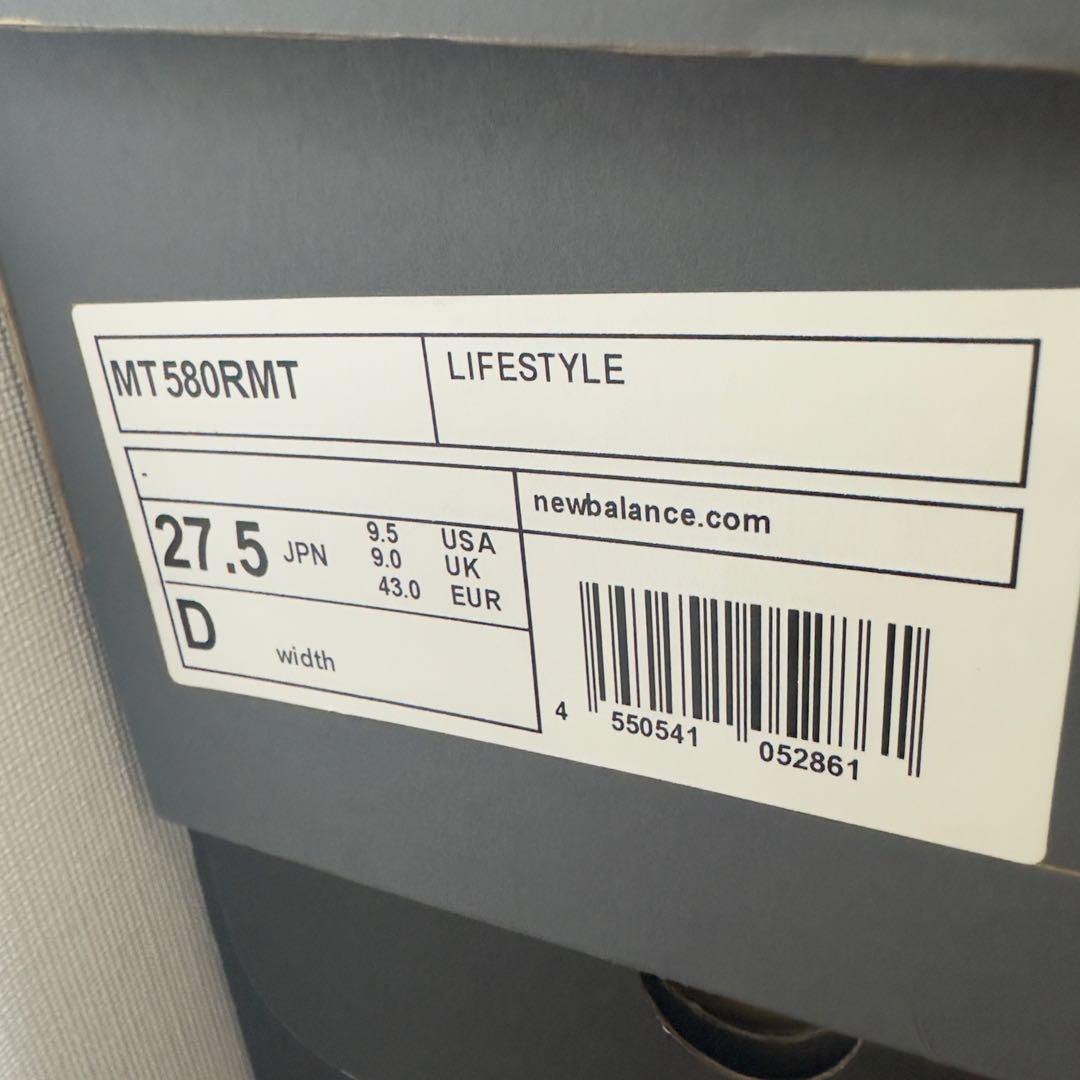 MT580RMT
LIFESTYLE
-
newbalance.com
27.5 JPN
9.5 USA
9.0 UK
43.0 EUR
D width
4 550541 052861